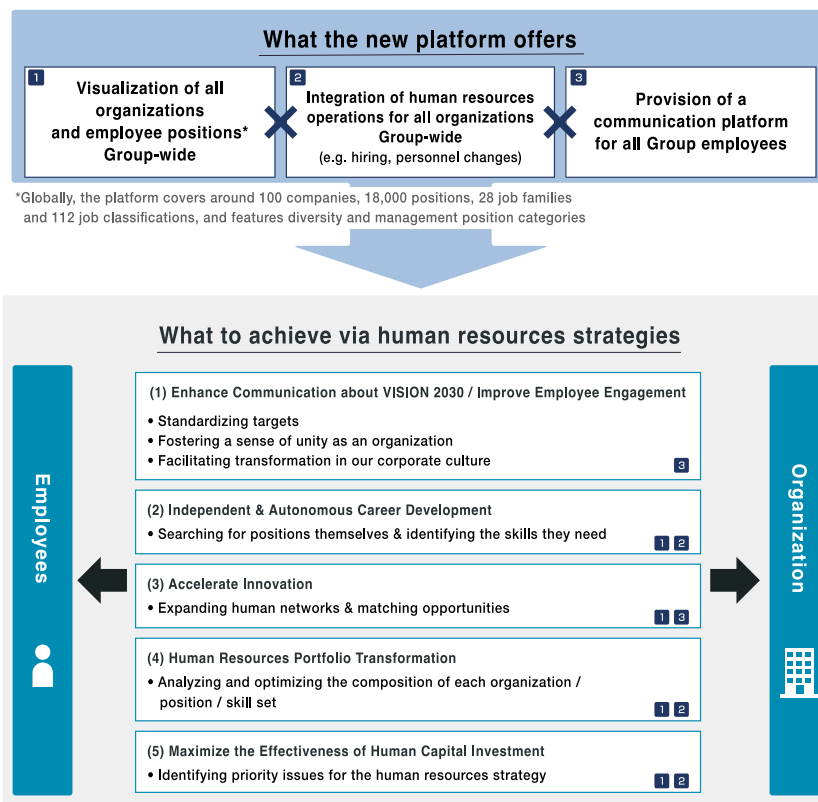 What the new platform offers
1
Visualization of all
organizations
and employee positions*
Group-wide
2
Integration of human resources
operations for all organizations
Group-wide
(e.g. hiring, personnel changes)
3
Provision of a
communication platform
for all Group employees
*Globally, the platform covers around 100 companies, 18,000 positions, 28 job families
and 112 job classifications, and features diversity and management position categories
What to achieve via human resources strategies
Employees
(1) Enhance Communication about VISION 2030 / Improve Employee Engagement
• Standardizing targets
• Fostering a sense of unity as an organization
• Facilitating transformation in our corporate culture
3
(2) Independent & Autonomous Career Development
• Searching for positions themselves & identifying the skills they need
1 2
(3) Accelerate Innovation
• Expanding human networks & matching opportunities
1 3
(4) Human Resources Portfolio Transformation
• Analyzing and optimizing the composition of each organization /
position / skill set
1 2
(5) Maximize the Effectiveness of Human Capital Investment
• Identifying priority issues for the human resources strategy
1 2
Organization